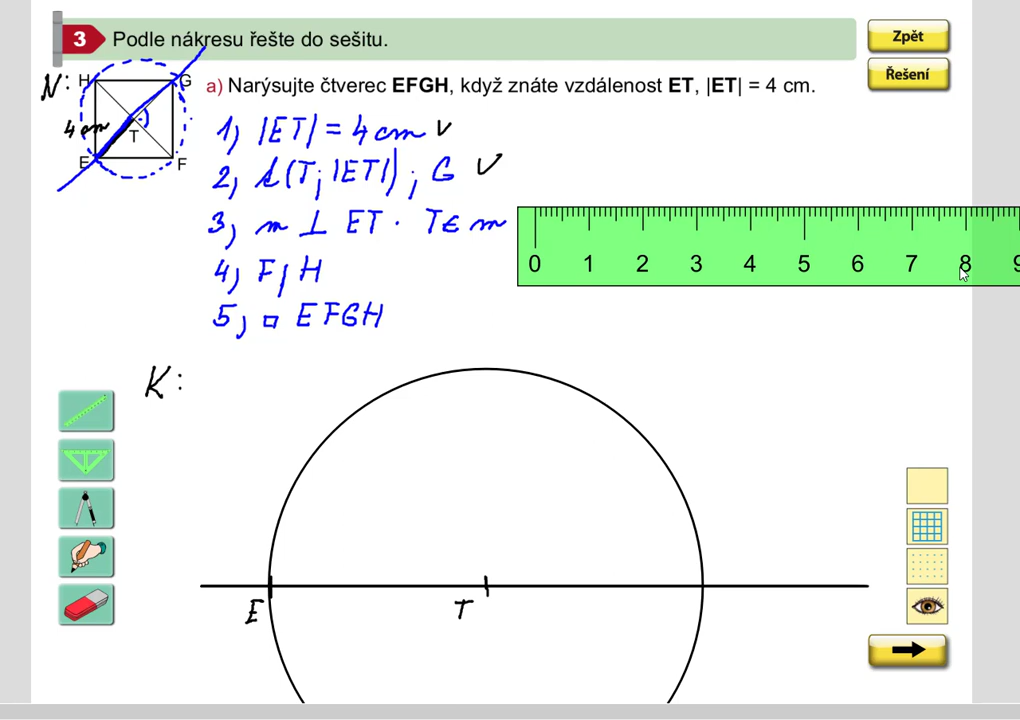 3 Podle nákresu řešte do sešitu.
Zpět
Řešení
N: H G
a) Narýsujte čtverec EFGH, když znáte vzdálenost ET, |ET| = 4 cm.
4 cm T
E F
1) |ET| = 4 cm ✓
2) k(T; |ET|) ; G ✓
3) m ⊥ ET · T∈ m
4) F, H
5) □ EFGH
0 1 2 3 4 5 6 7 8 9
K:
E T